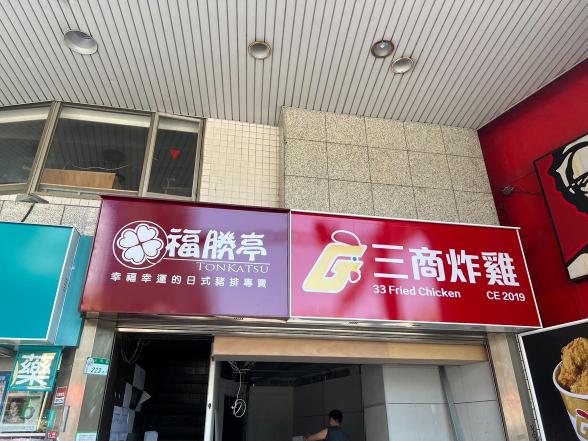 福勝亭
TONKATSU
幸福幸運的日式豬排專賣
三商炸雞
33 Fried Chicken
CE 2019
藥
223